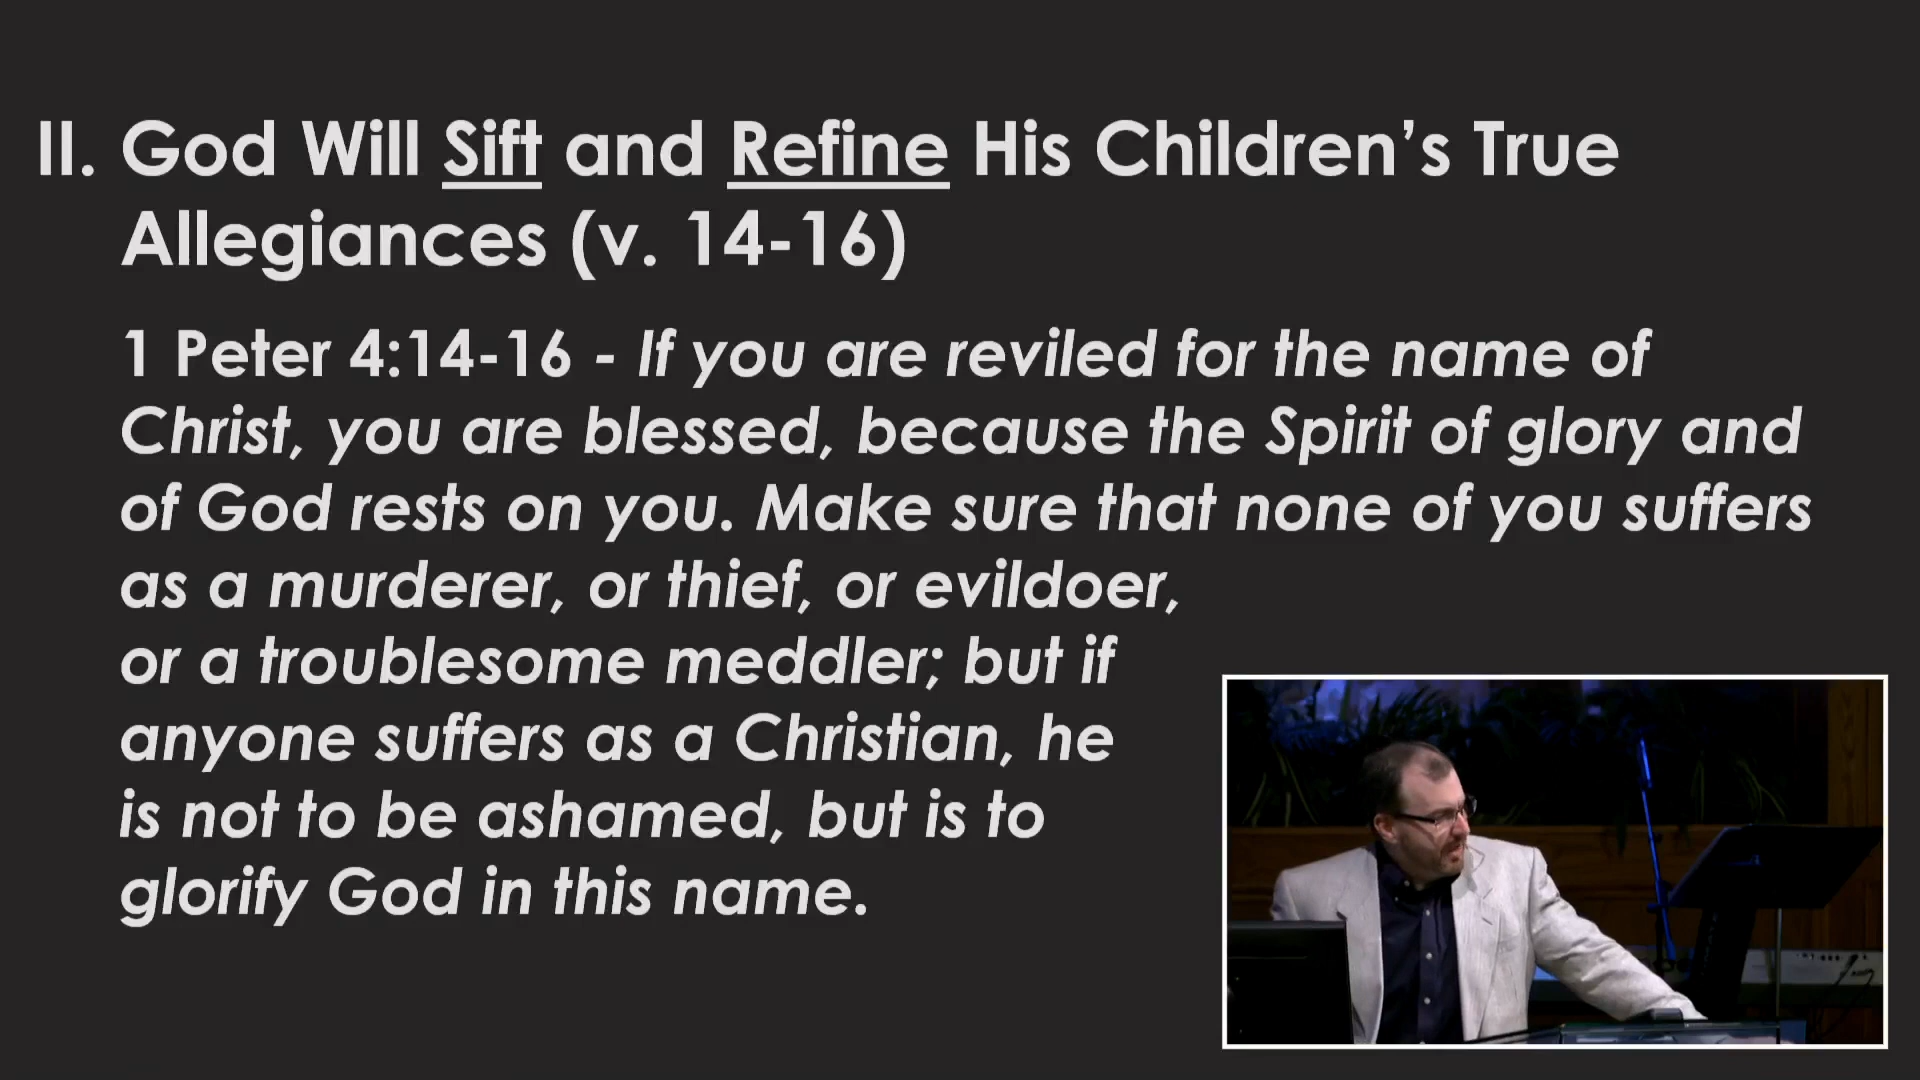 II. God Will Sift and Refine His Children’s True
Allegiances (v. 14-16)
1 Peter 4:14-16 - If you are reviled for the name of
Christ, you are blessed, because the Spirit of glory and
of God rests on you. Make sure that none of you suffers
as a murderer, or thief, or evildoer,
or a troublesome meddler; but if
anyone suffers as a Christian, he
is not to be ashamed, but is to
glorify God in this name.